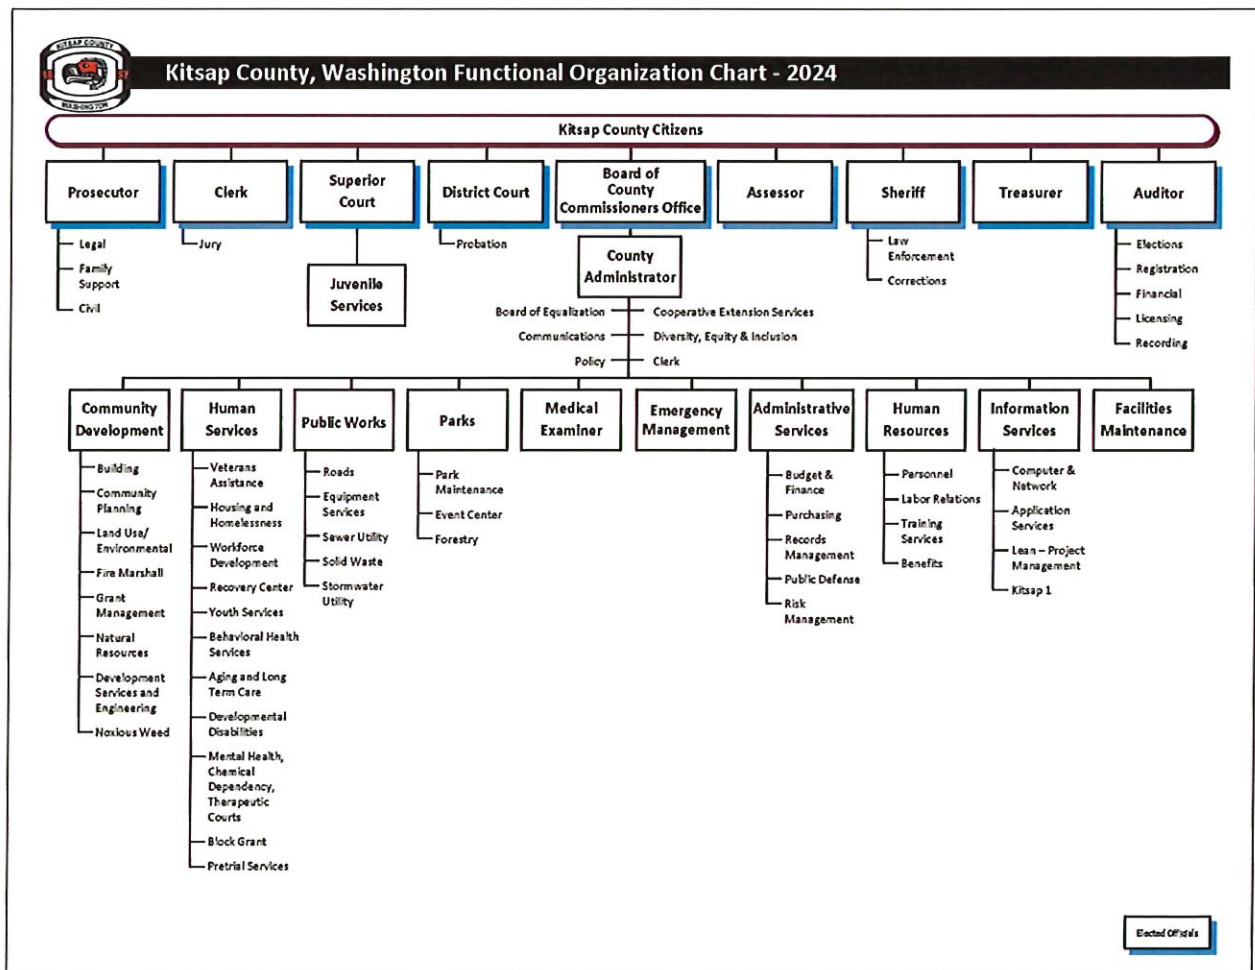 KITSAP COUNTY
18 57
WASHINGTON
Kitsap County, Washington Functional Organization Chart - 2024
Kitsap County Citizens
Prosecutor
Legal
Family
Support
Civil
Clerk
Jury
Superior
Court
Juvenile
Services
District Court
Probation
Board of
County
Commissioners Office
County
Administrator
Board of Equalization
Cooperative Extension Services
Communications
Diversity, Equity & Inclusion
Policy
Clerk
Assessor
Sheriff
Law
Enforcement
Corrections
Treasurer
Auditor
Elections
Registration
Financial
Licensing
Recording
Community
Development
Building
Community
Planning
Land Use/
Environmental
Fire Marshall
Grant
Management
Natural
Resources
Development
Services and
Engineering
Noxious Weed
Human
Services
Veterans
Assistance
Housing and
Homelessness
Workforce
Development
Recovery Center
Youth Services
Behavioral Health
Services
Aging and Long
Term Care
Developmental
Disabilities
Mental Health,
Chemical
Dependency,
Therapeutic
Courts
Block Grant
Pretrial Services
Public Works
Roads
Equipment
Services
Sewer Utility
Solid Waste
Stormwater
Utility
Parks
Park
Maintenance
Event Center
Forestry
Medical
Examiner
Emergency
Management
Administrative
Services
Budget &
Finance
Purchasing
Records
Management
Public Defense
Risk
Management
Human
Resources
Personnel
Labor Relations
Training
Services
Benefits
Information
Services
Computer &
Network
Application
Services
Lean – Project
Management
Kitsap 1
Facilities
Maintenance
Elected Officials